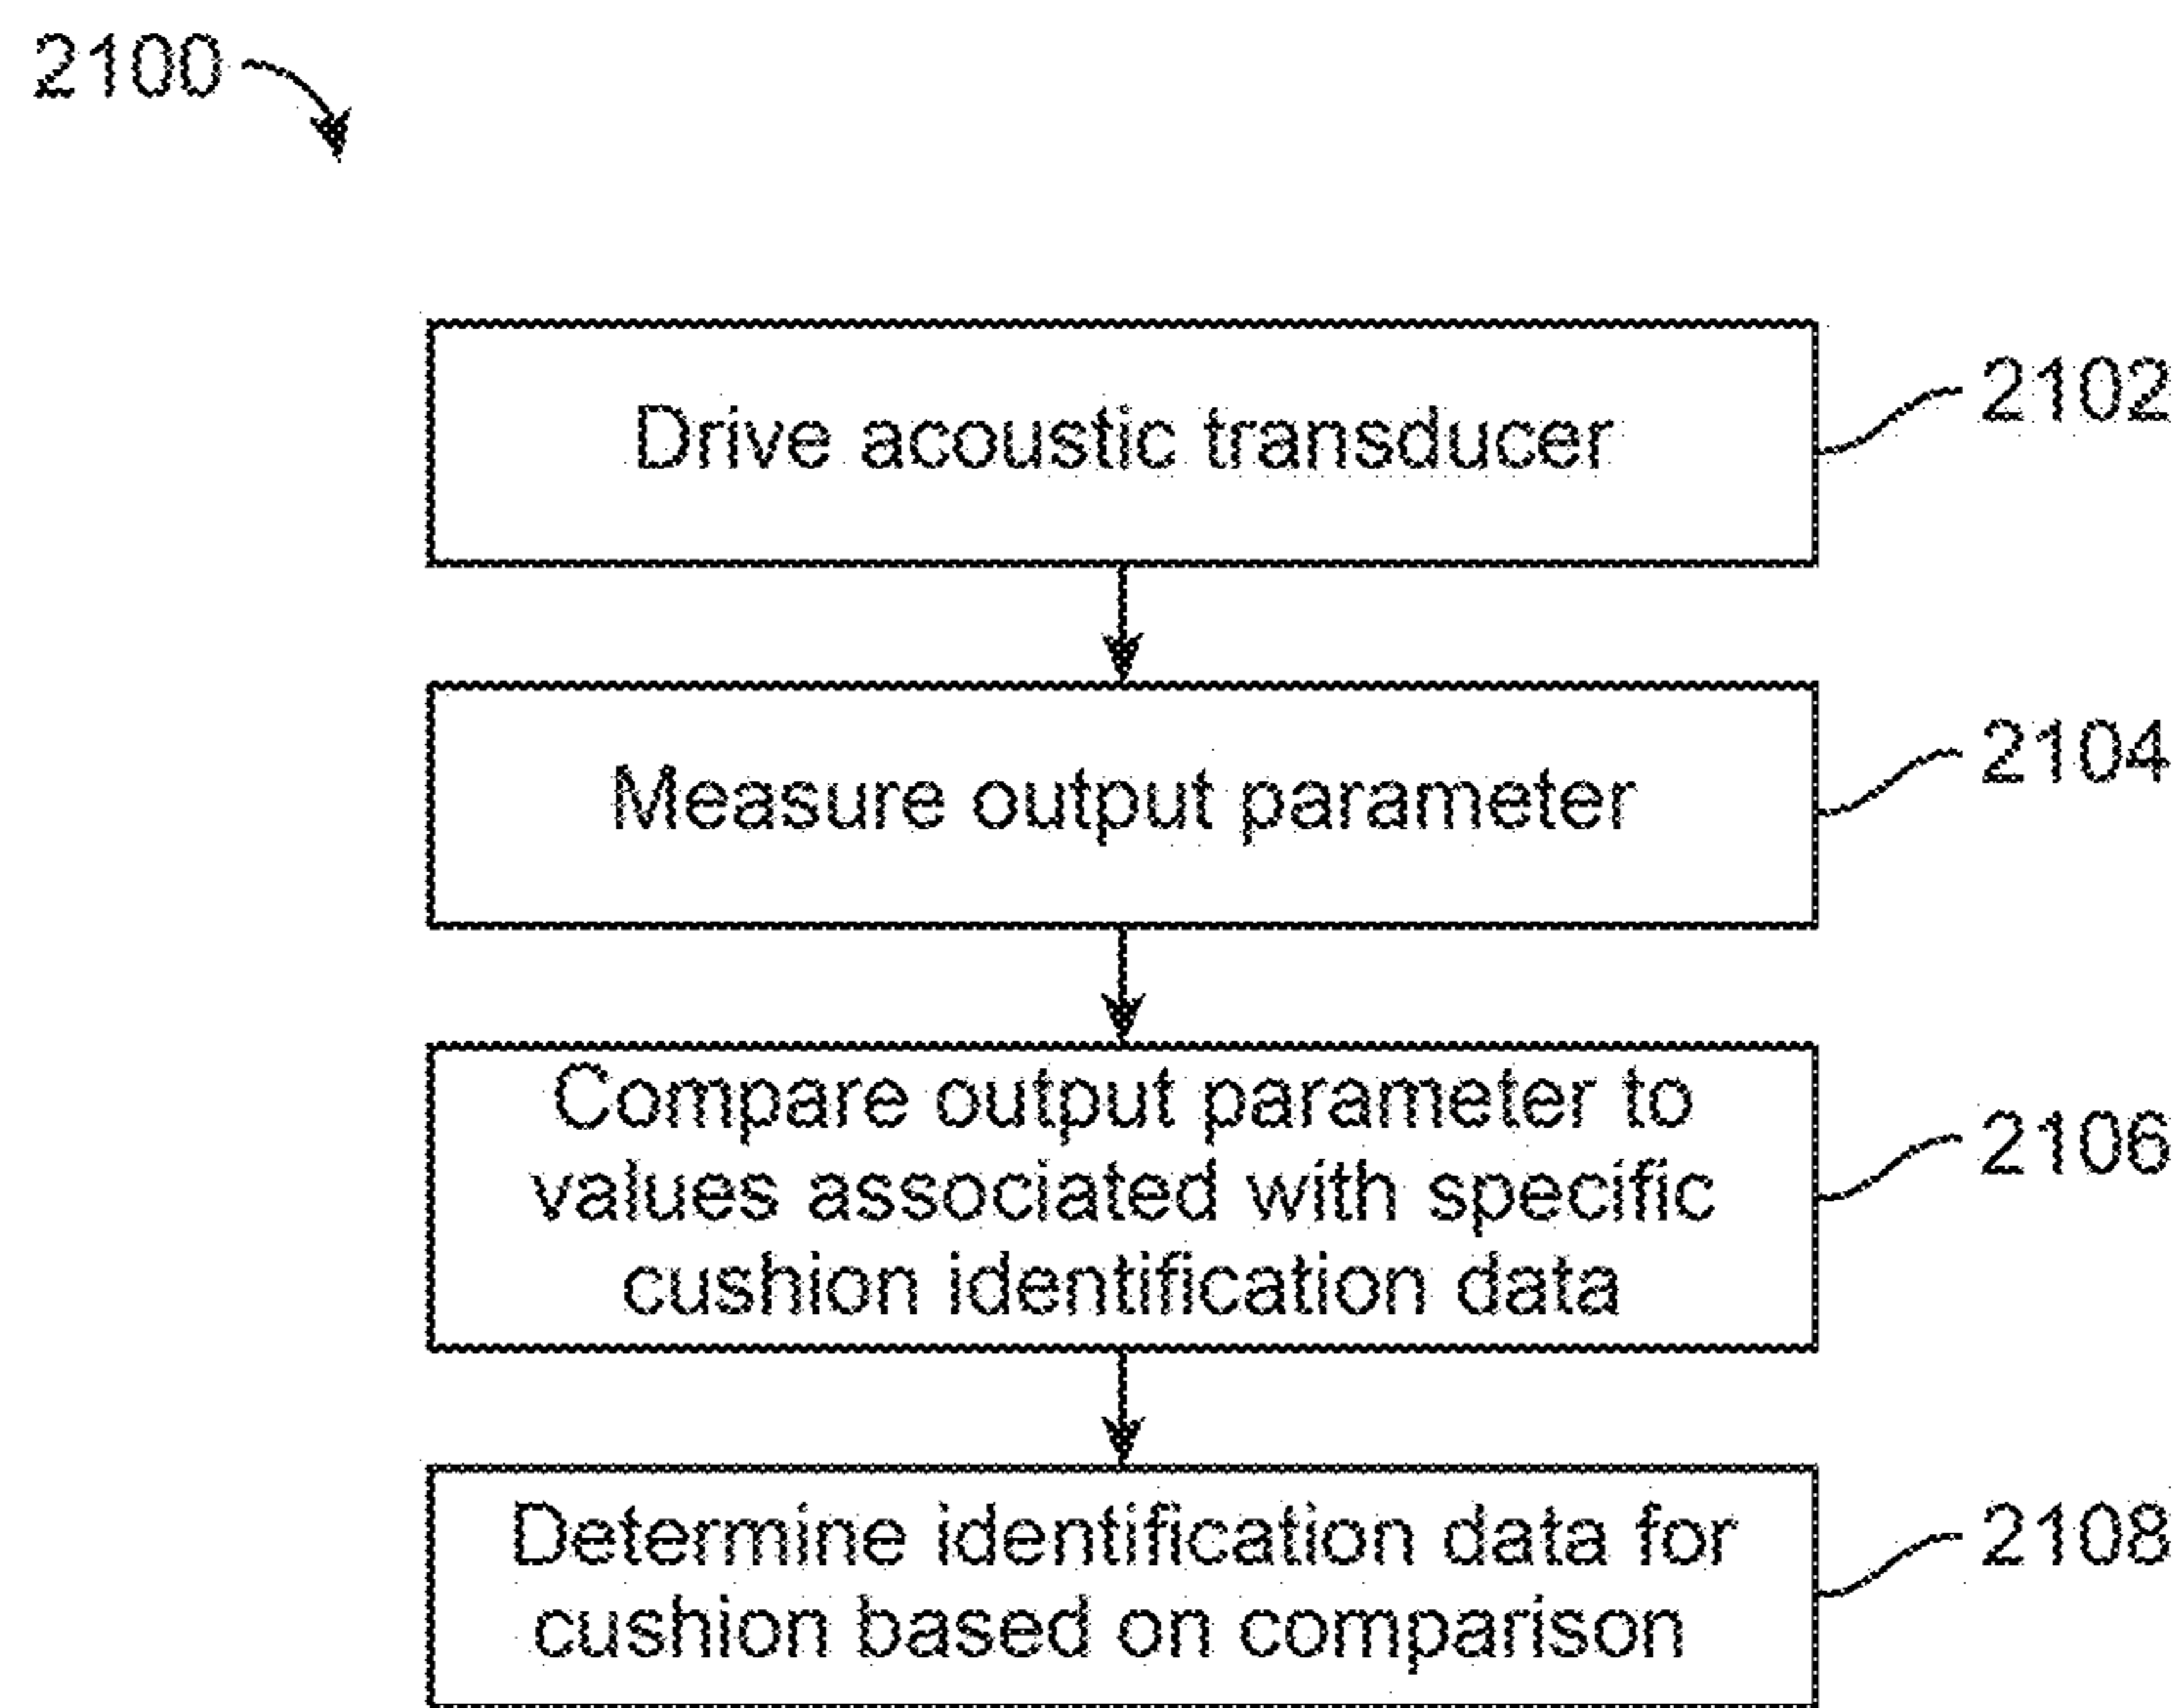 2100
Drive acoustic transducer
2102
Measure output parameter
2104
Compare output parameter to
values associated with specific
cushion identification data
2106
Determine identification data for
cushion based on comparison
2108